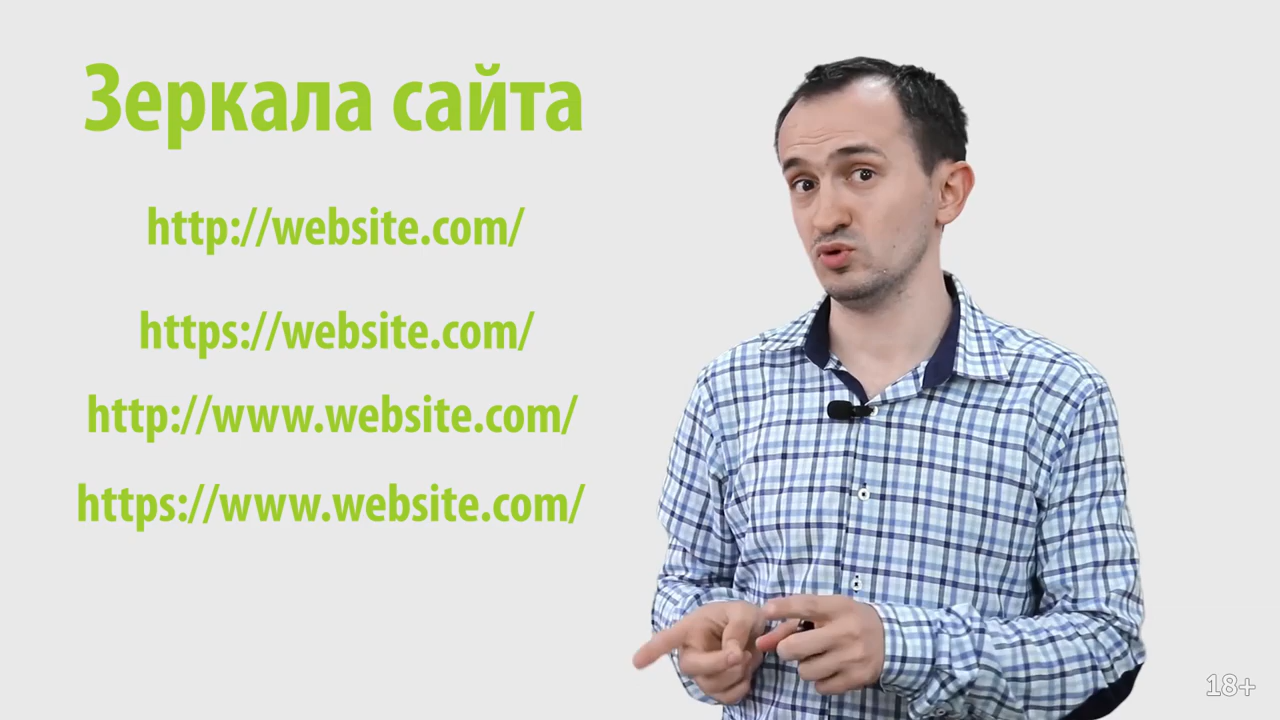 Зеркала сайта
http://website.com/
https://website.com/
http://www.website.com/
https://www.website.com/
18+